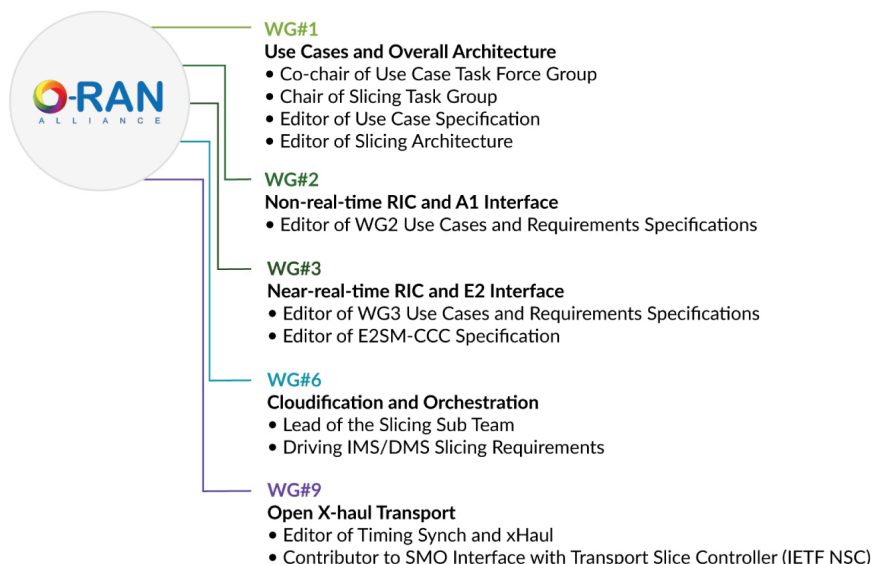 O-RAN
ALLIANCE
WG#1
Use Cases and Overall Architecture
• Co-chair of Use Case Task Force Group
• Chair of Slicing Task Group
• Editor of Use Case Specification
• Editor of Slicing Architecture
WG#2
Non-real-time RIC and A1 Interface
• Editor of WG2 Use Cases and Requirements Specifications
WG#3
Near-real-time RIC and E2 Interface
• Editor of WG3 Use Cases and Requirements Specifications
• Editor of E2SM-CCC Specification
WG#6
Cloudification and Orchestration
• Lead of the Slicing Sub Team
• Driving IMS/DMS Slicing Requirements
WG#9
Open X-haul Transport
• Editor of Timing Synch and xHaul
• Contributor to SMO Interface with Transport Slice Controller (IETF NSC)